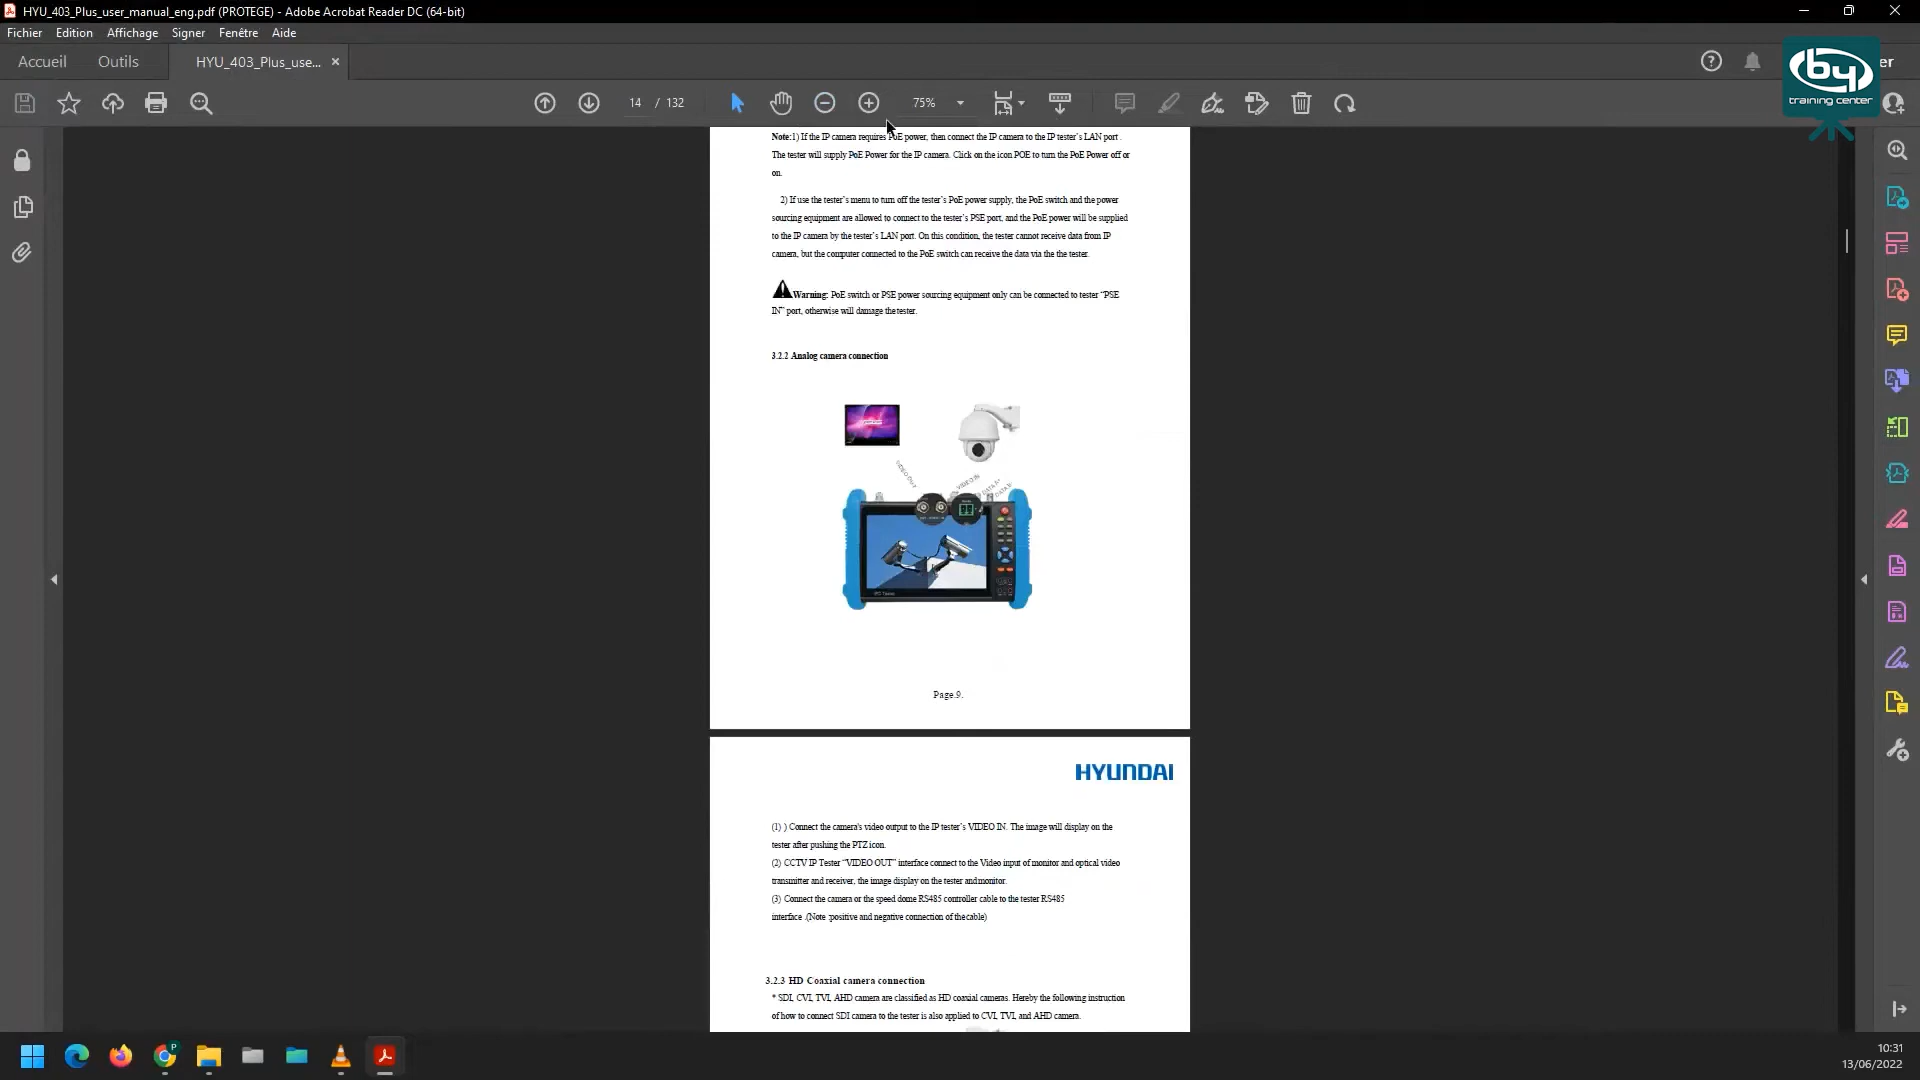 HYU_403_Plus_user_manual_eng.pdf (PROTEGE) - Adobe Acrobat Reader DC (64-bit)
Fichier Edition Affichage Signer Fenêtre Aide
Accueil Outils HYU_403_Plus_use... ×
er
by
training center
14 / 132
75%
Note:1) If the IP camera requires PoE power, then connect the IP camera to the IP tester's LAN port .
The tester will supply PoE Power for the IP camera. Click on the icon POE to turn the PoE Power off or
on.
2) If use the tester's menu to turn off the tester's PoE power supply, the PoE switch and the power
sourcing equipment are allowed to connect to the tester's PSE port, and the PoE power will be supplied
to the IP camera by the tester's LAN port. On this condition, the tester cannot receive data from IP
camera, but the computer connected to the PoE switch can receive the data via the the tester.
Warning: PoE switch or PSE power sourcing equipment only can be connected to tester "PSE
IN" port, otherwise will damage thetester.
3.2.2 Analog camera connection
VIDEO OUT
VIDEO IN
DATA A+
DATA B-
Page.9.
HYUNDAI
(1) ) Connect the camera's video output to the IP tester's VIDEO IN. The image will display on the
tester after pushing the PTZ icon.
(2) CCTV IP Tester "VIDEO OUT" interface connect to the Video input of monitor and optical video
transmitter and receiver, the image display on the tester andmonitor.
(3) Connect the camera or the speed dome RS485 controller cable to the tester RS485
interface .(Note :positive and negative connection of thecable)
3.2.3 HD Coaxial camera connection
* SDI, CVI, TVI, AHD camera are classified as HD coaxial cameras. Hereby the following instruction
of how to connect SDI camera to the tester is also applied to CVI, TVI, and AHD camera.
P
10:31
13/06/2022